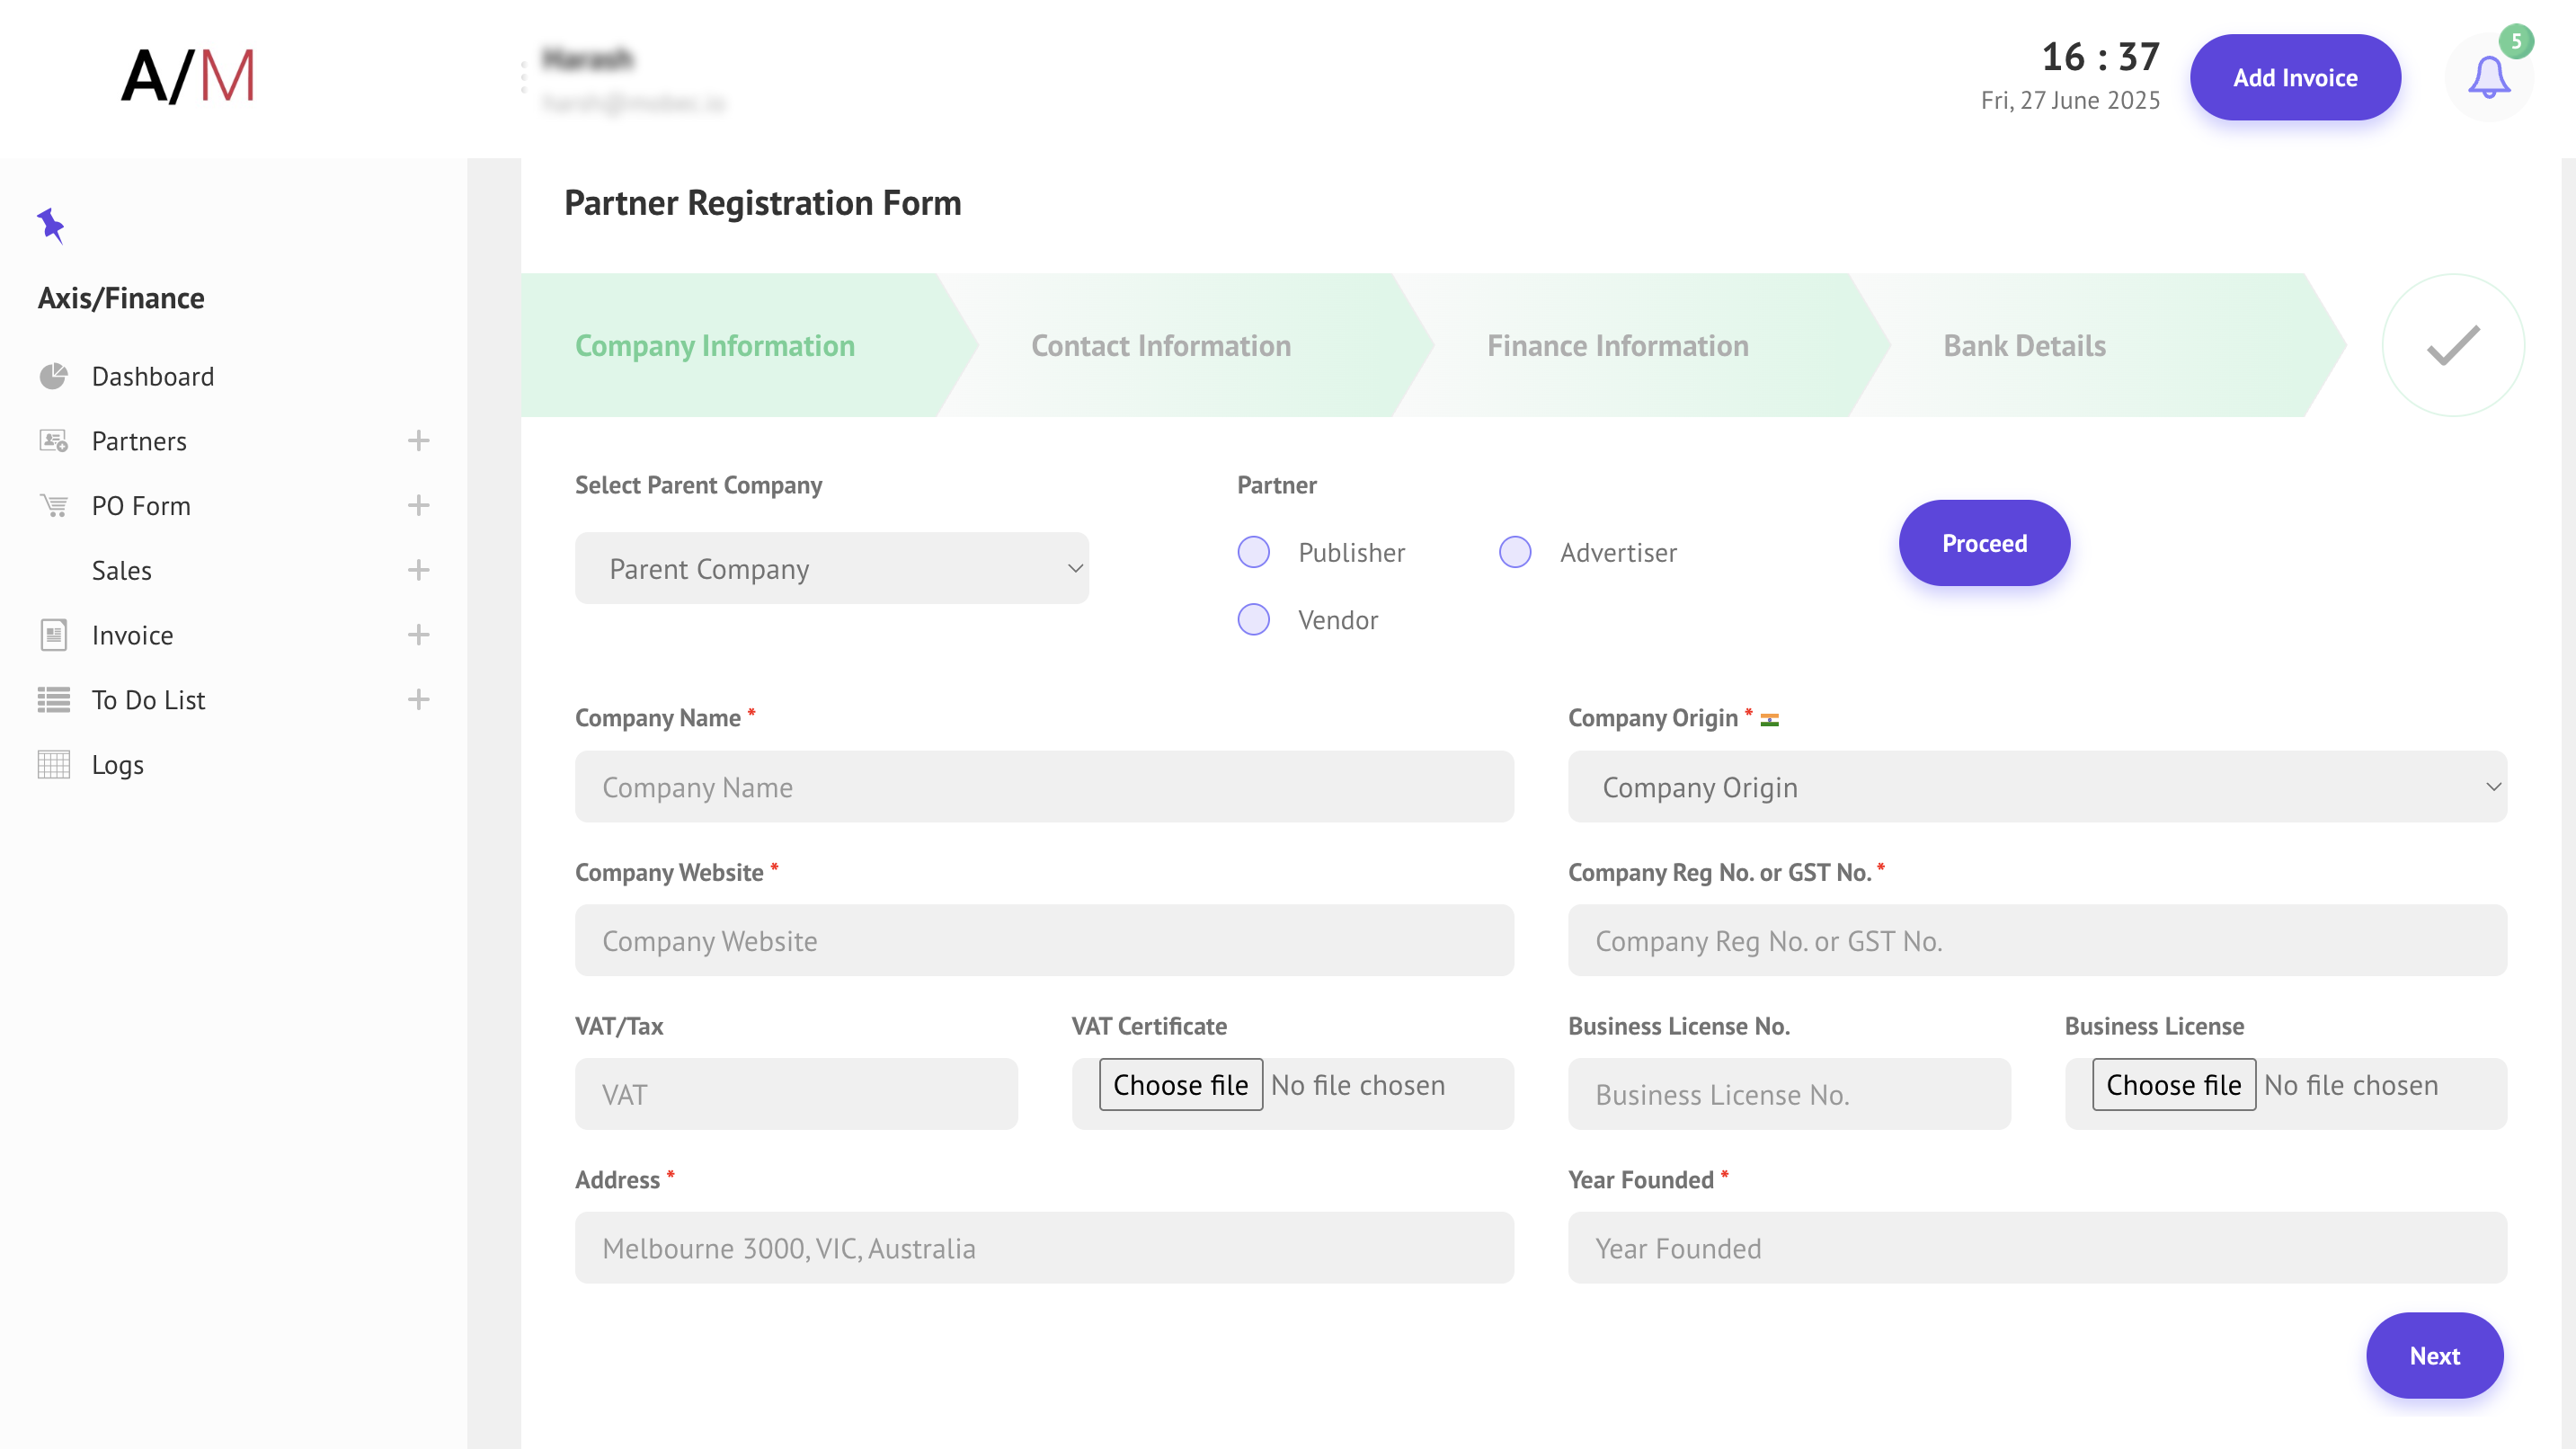 A/M
16 : 37
Fri, 27 June 2025
Add Invoice
5
Axis/Finance
Dashboard
Partners
PO Form
Sales
Invoice
To Do List
Logs
Partner Registration Form
Company Information
Contact Information
Finance Information
Bank Details
Select Parent Company
Parent Company
Partner
Publisher
Advertiser
Vendor
Proceed
Company Name *
Company Name
Company Origin *
Company Origin
Company Website *
Company Website
Company Reg No. or GST No. *
Company Reg No. or GST No.
VAT/Tax
VAT
VAT Certificate
Choose file No file chosen
Business License No.
Business License No.
Business License
Choose file No file chosen
Address *
Melbourne 3000, VIC, Australia
Year Founded *
Year Founded
Next